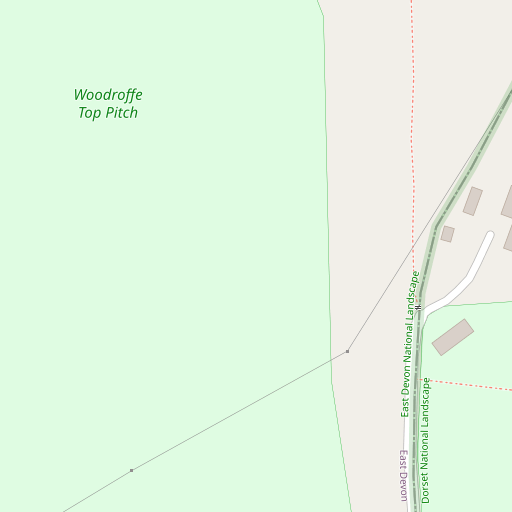 Woodroffe
Top Pitch
East Devon National Landscape
Dorset National Landscape
East Devon